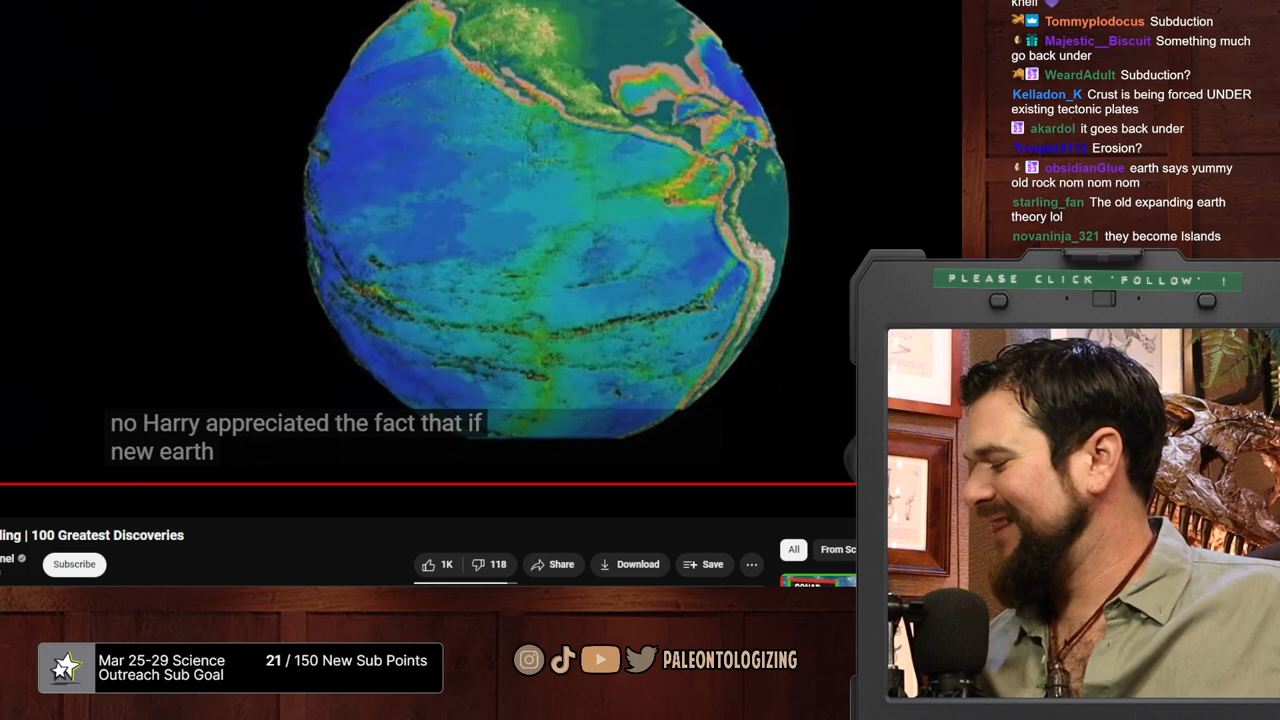 knell
Tommyplodocus Subduction
Majestic__Biscuit Something much
go back under
WeardAdult Subduction?
Kelladon_K Crust is being forced UNDER
existing tectonic plates
akardol it goes back under
Trooper2112 Erosion?
obsidianGlue earth says yummy
old rock nom nom nom
starling_fan The old expanding earth
theory lol
novaninja_321 they become Islands
PLEASE CLICK "FOLLOW" !
no Harry appreciated the fact that if
new earth
ling | 100 Greatest Discoveries
nel
Subscribe
1K
118
Share
Download
Save
All
From Sc
Mar 25-29 Science
Outreach Sub Goal
21 / 150 New Sub Points
PALEONTOLOGIZING